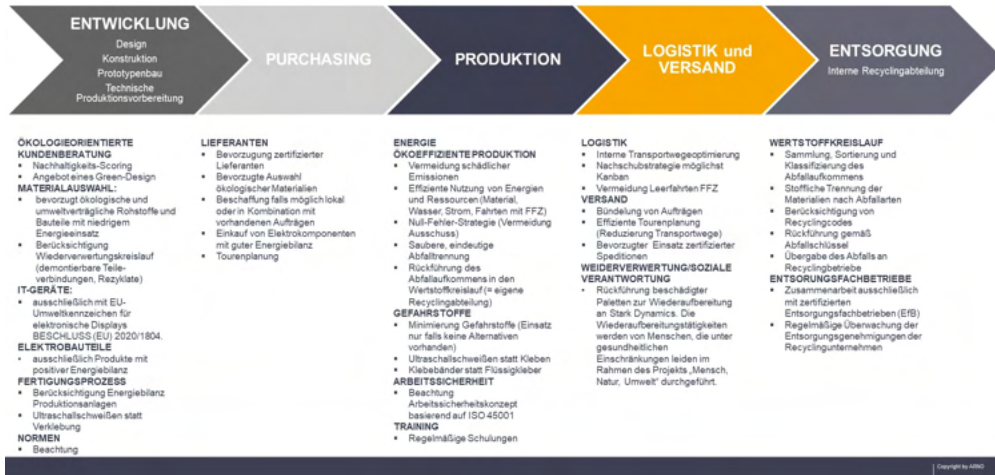 ENTWICKLUNG
Design
Konstruktion
Prototypenbau
Technische
Produktionsvorbereitung
PURCHASING
PRODUKTION
LOGISTIK und
VERSAND
ENTSORGUNG
Interne Recyclingabteilung
ÖKOLOGIEORIENTIERTE
KUNDENBERATUNG
▪ Nachhaltigkeits-Scoring
▪ Angebot eines Green-Design
MATERIALAUSWAHL:
▪ bevorzugt ökologische und
umweltverträgliche Rohstoffe und
Bauteile mit niedrigem
Energieeinsatz
▪ Berücksichtigung
Wiederverwertungskreislauf
(demontierbare Teile-
verbindungen, Rezyklate)
IT-GERÄTE:
▪ ausschließlich mit EU-
Umweltkennzeichen für
elektronische Displays
BESCHLUSS (EU) 2020/1804.
ELEKTROBAUTEILE
▪ ausschließlich Produkte mit
positiver Energiebilanz
FERTIGUNGSPROZESS
▪ Berücksichtigung Energiebilanz
Produktionsanlagen
▪ Ultraschallschweißen statt
Verklebung
NORMEN
▪ Beachtung
LIEFERANTEN
▪ Bevorzugung zertifizierter
Lieferanten
▪ Bevorzugte Auswahl
ökologischer Materialien
▪ Beschaffung falls möglich lokal
oder in Kombination mit
vorhandenen Aufträgen
▪ Einkauf von Elektrokomponenten
mit guter Energiebilanz
▪ Tourenplanung
ENERGIE
ÖKOEFFIZIENTE PRODUKTION
▪ Vermeidung schädlicher
Emissionen
▪ Effiziente Nutzung von Energien
und Ressourcen (Material,
Wasser, Strom, Fahrten mit FFZ)
▪ Null-Fehler-Strategie (Vermeidung
Ausschuss)
▪ Saubere, eindeutige
Abfalltrennung
▪ Rückführung des
Abfallaufkommens in den
Wertstoffkreislauf (= eigene
Recyclingabteilung)
GEFAHRSTOFFE
▪ Minimierung Gefahrstoffe (Einsatz
nur falls keine Alternativen
vorhanden)
▪ Ultraschallschweißen statt Kleben
▪ Klebebänder statt Flüssigkleber
ARBEITSSICHERHEIT
▪ Beachtung
Arbeitssicherheitskonzept
basierend auf ISO 45001
TRAINING
▪ Regelmäßige Schulungen
LOGISTIK
▪ Interne Transportwegeoptimierung
Nachschubstrategie möglichst
Kanban
▪ Vermeidung Leerfahrten FFZ
VERSAND
▪ Bündelung von Aufträgen
▪ Effiziente Tourenplanung
(Reduzierung Transportwege)
▪ Bevorzugter Einsatz zertifizierter
Speditionen
WEIDERVERWERTUNG/SOZIALE
VERANTWORTUNG
▪ Rückführung beschädigter
Paletten zur Wiederaufbereitung
an Stark Dynamics. Die
Wiederaufbereitungstätigkeiten
werden von Menschen, die unter
gesundheitlichen
Einschränkungen leiden im
Rahmen des Projekts „Mensch,
Natur, Umwelt" durchgeführt.
WERTSTOFFKREISLAUF
▪ Sammlung, Sortierung und
Klassifizierung des
Abfallaufkommens
▪ Stoffliche Trennung der
Materialien nach Abfallarten
▪ Berücksichtigung von
Recyclingcodes
▪ Rückführung gemäß
Abfallschlüssel
▪ Übergabe des Abfalls an
Recyclingbetriebe
ENTSORUNGSFACHBETRIEBE
▪ Zusammenarbeit ausschließlich
mit zertifizierten
Entsorgungsfachbetrieben (EfB)
▪ Regelmäßige Überwachung der
Entsorgungsgenehmigungen der
Recyclingunternehmen
Copyright by ARNO